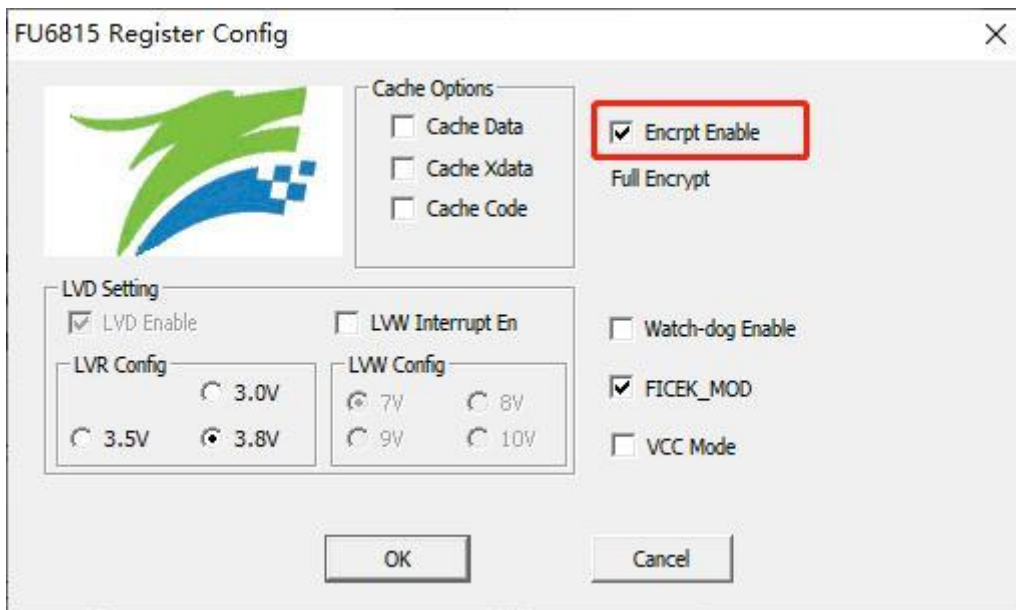 FU6815 Register Config
Cache Options
Cache Data
Cache Xdata
Cache Code
Encrpt Enable
Full Encrypt
LVD Setting
LVD Enable
LVW Interrupt En
LVR Config
3.0V
3.5V
3.8V
LVW Config
7V
8V
9V
10V
Watch-dog Enable
FICEK_MOD
VCC Mode
OK
Cancel